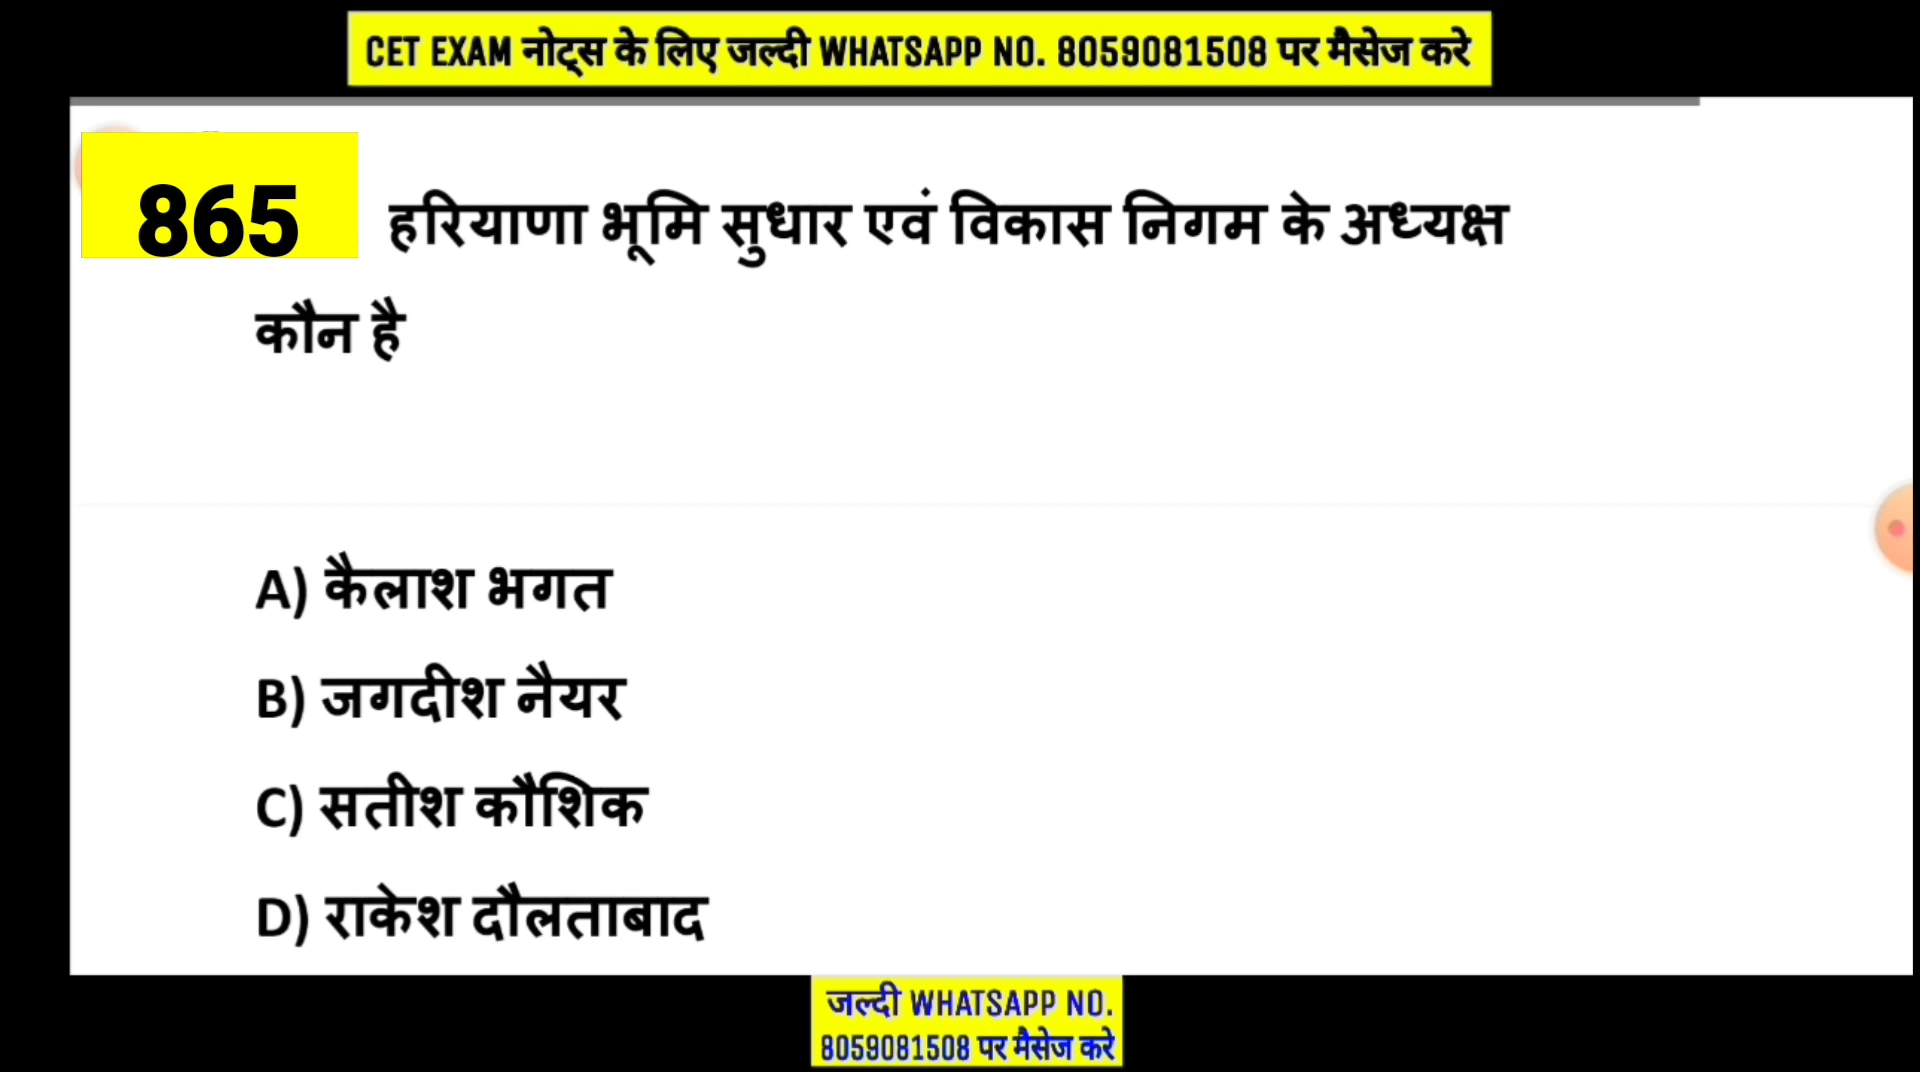 CET EXAM नोट्स के लिए जल्दी WHATSAPP NO. 8059081508 पर मैसेज करे
865 हरियाणा भूमि सुधार एवं विकास निगम के अध्यक्ष
कौन है
A) कैलाश भगत
B) जगदीश नैयर
C) सतीश कौशिक
D) राकेश दौलताबाद
जल्दी WHATSAPP NO.
8059081508 पर मैसेज करे